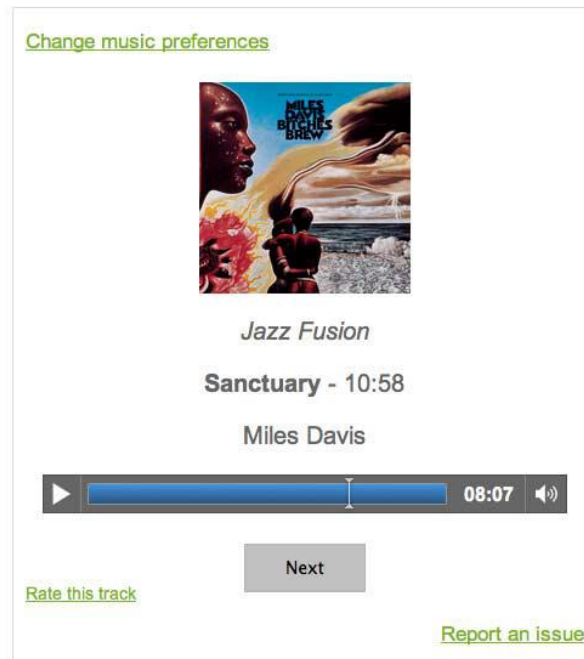 Change music preferences
MILES
DAVIS
BITCHES
BREW
Jazz Fusion
Sanctuary - 10:58
Miles Davis
08:07
Next
Rate this track
Report an issue